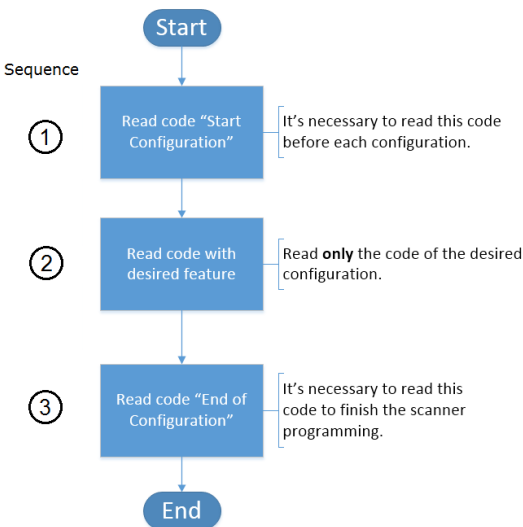 Start
Sequence
1
Read code “Start
Configuration”
It’s necessary to read this code
before each configuration.
2
Read code with
desired feature
Read only the code of the desired
configuration.
3
Read code “End of
Configuration”
It’s necessary to read this
code to finish the scanner
programming.
End